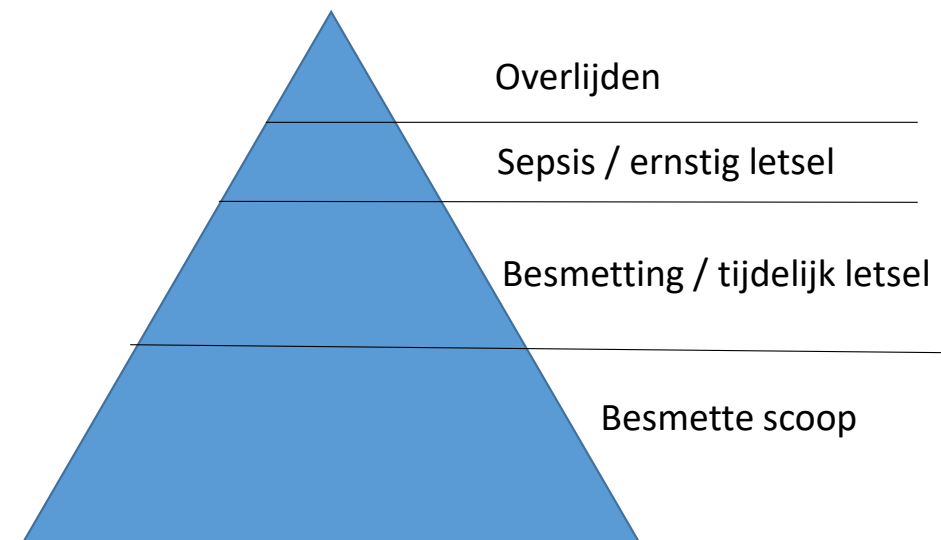 Overlijden
Sepsis / ernstig letsel
Besmetting / tijdelijk letsel
Besmette scoop